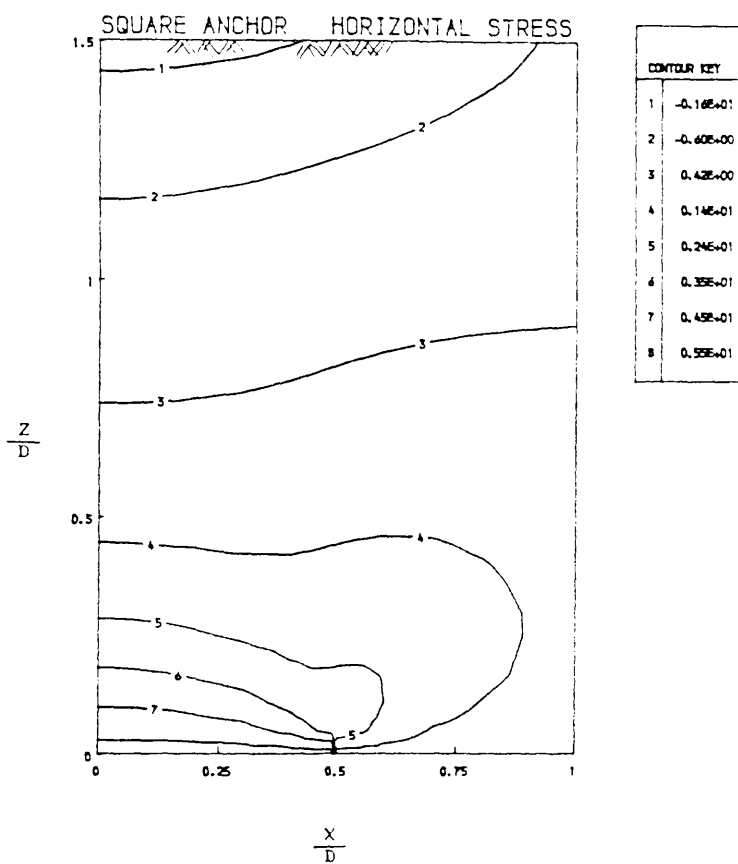 SQUARE ANCHOR HORIZONTAL STRESS
CONTOUR KEY
1 -0.16E+01
2 -0.60E+00
3 0.42E+00
4 0.14E+01
5 0.24E+01
6 0.35E+01
7 0.45E+01
8 0.55E+01
1.5
1
0.5
0
Z
D
1
2
2
3
3
4
4
5
6
7
5
0 0.25 0.5 0.75 1
X
D